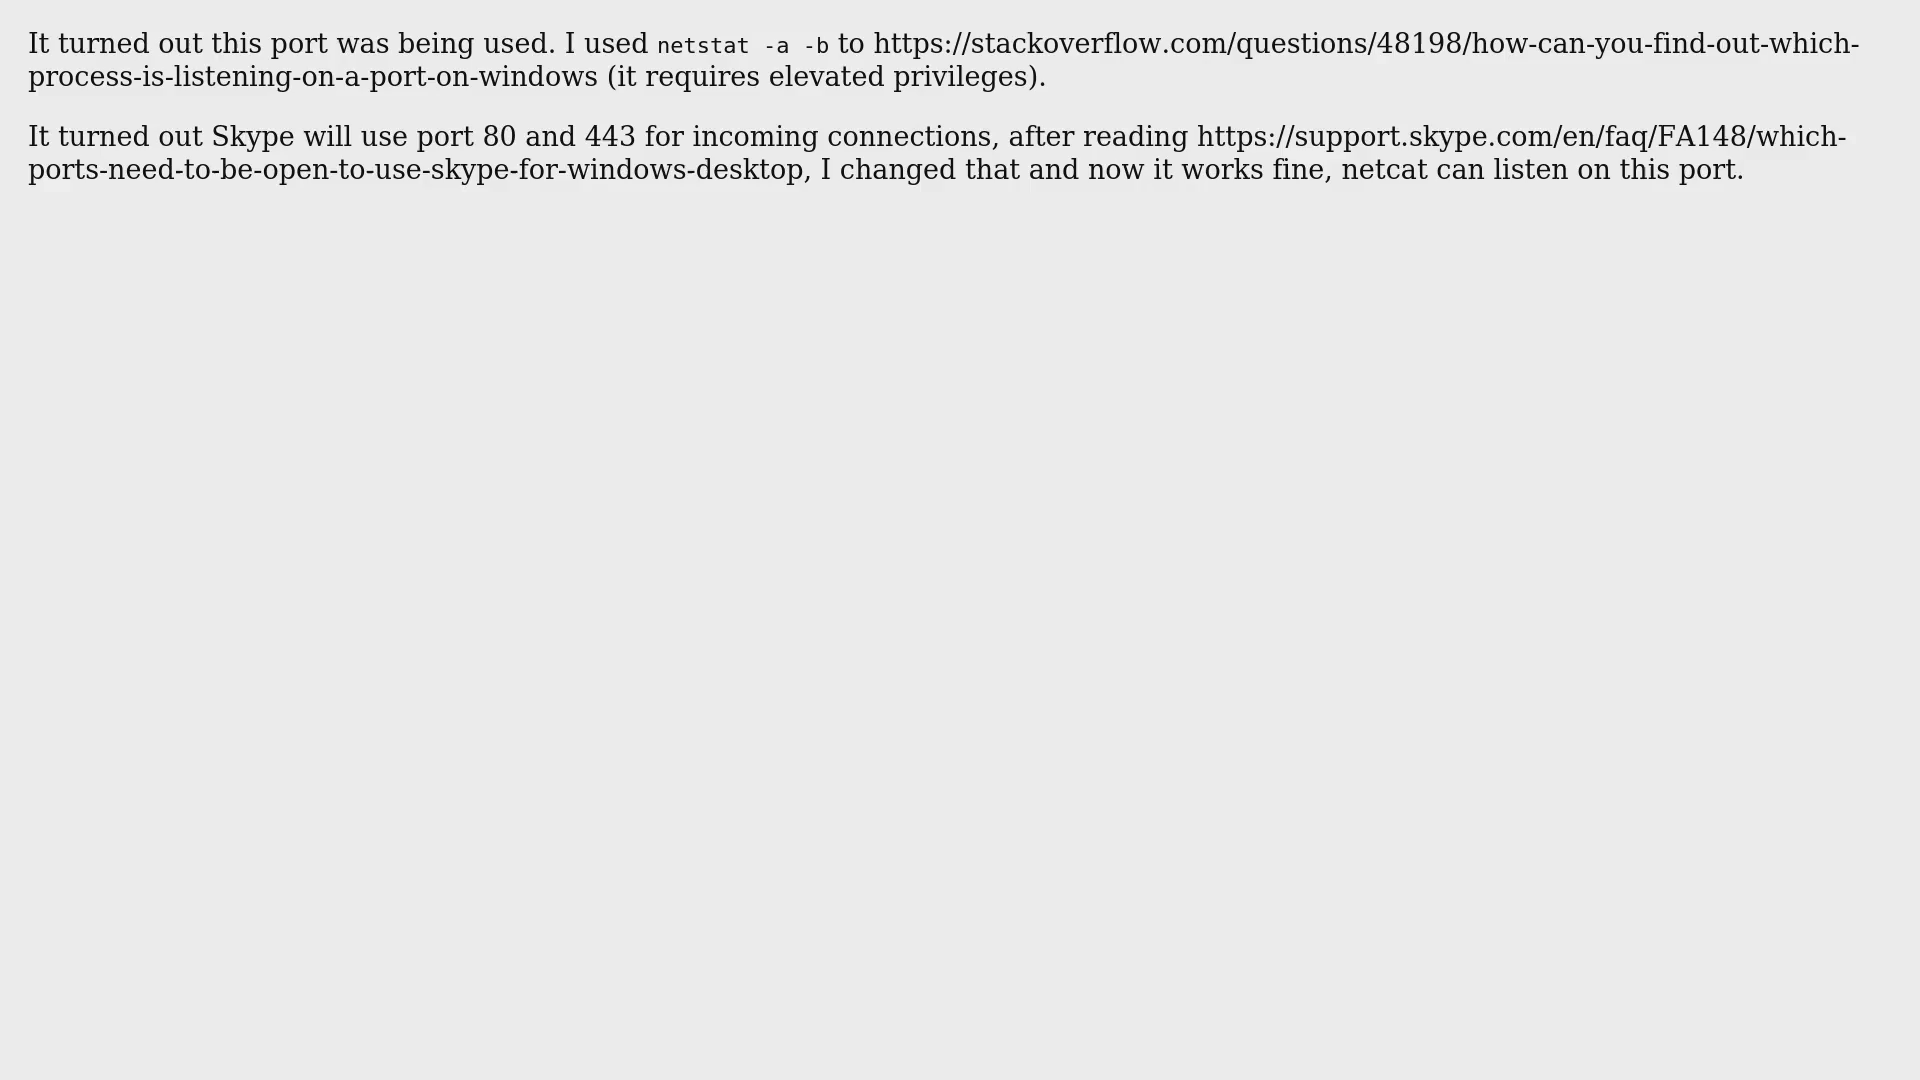 It turned out this port was being used. I used netstat -a -b to https://stackoverflow.com/questions/48198/how-can-you-find-out-which-
process-is-listening-on-a-port-on-windows (it requires elevated privileges).
It turned out Skype will use port 80 and 443 for incoming connections, after reading https://support.skype.com/en/faq/FA148/which-
ports-need-to-be-open-to-use-skype-for-windows-desktop, I changed that and now it works fine, netcat can listen on this port.